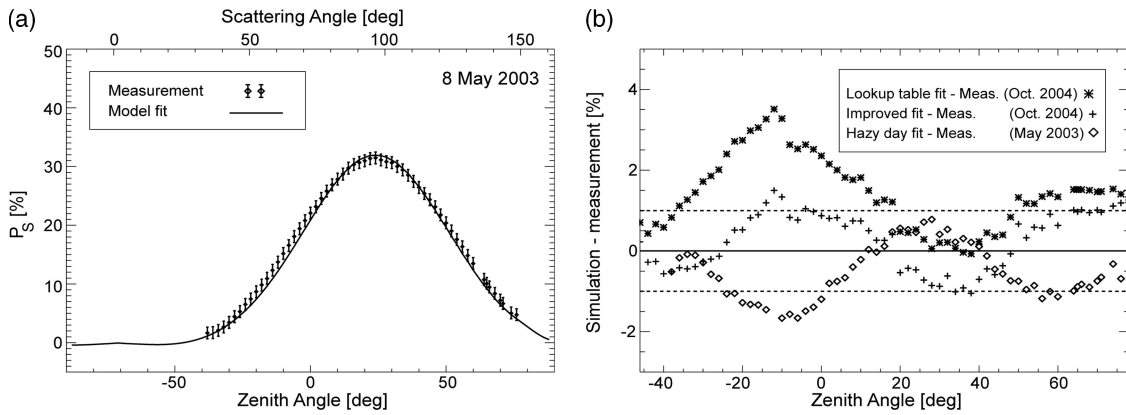 (a)
Scattering Angle [deg]
0 50 100 150
50
40
30
20
10
0
P_S [%]
8 May 2003
Measurement
Model fit
-50 0 50
Zenith Angle [deg]
(b)
4
2
0
-2
Simulation - measurement [%]
Lookup table fit - Meas. (Oct. 2004)
Improved fit - Meas. (Oct. 2004)
Hazy day fit - Meas. (May 2003)
-40 -20 0 20 40 60
Zenith Angle [deg]